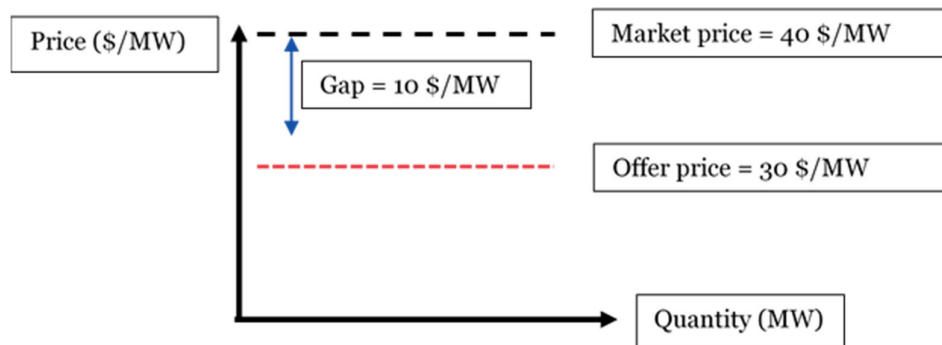 Price ($/MW)
Market price = 40 $/MW
Gap = 10 $/MW
Offer price = 30 $/MW
Quantity (MW)